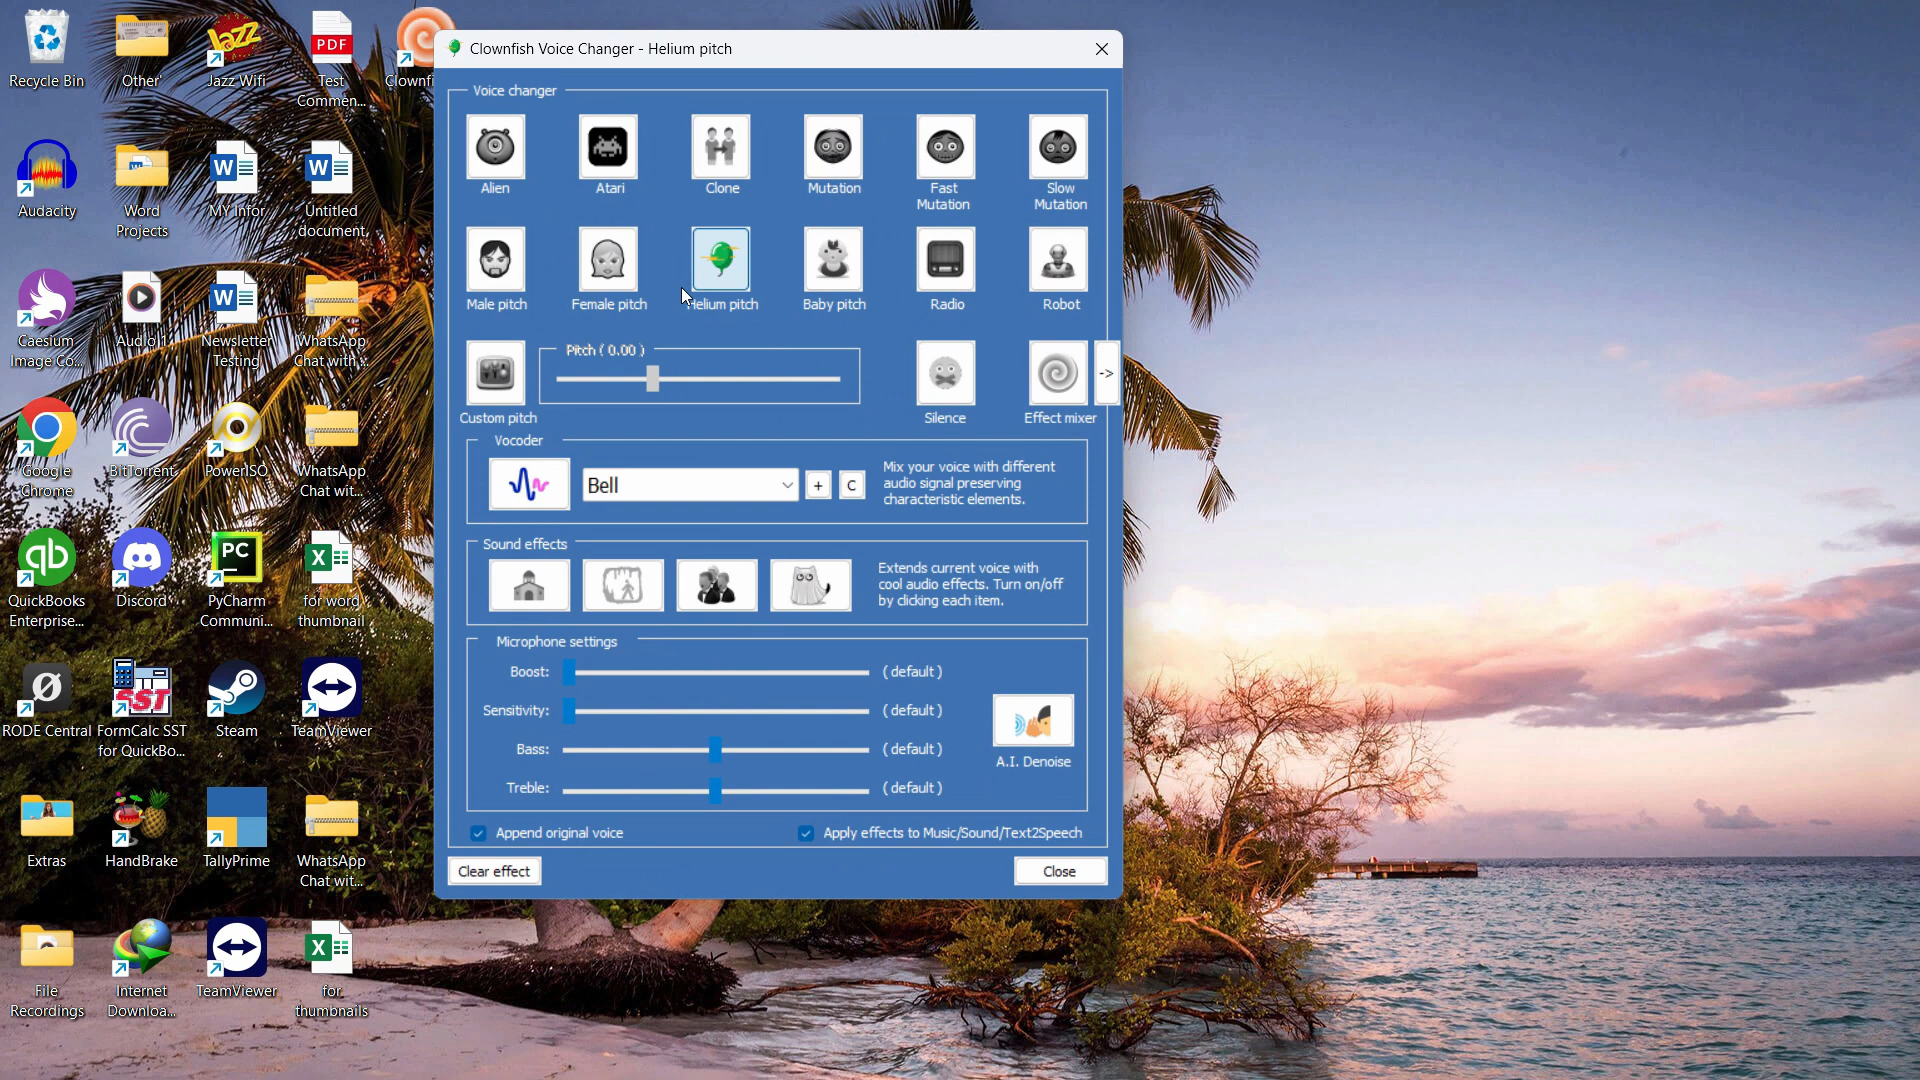 Recycle Bin
Other'
Jazz Wifi
PDF
Test
Commen...
Clownfi
Audacity
Word
Projects
MY Infor
Untitled
document
Caesium
Image Co...
Audio 1
Newsletter
Testing
WhatsApp
Chat with ...
Google
Chrome
BitTorrent
PowerISO
WhatsApp
Chat wit...
QuickBooks
Enterprise...
Discord
PyCharm
Communi...
for word
thumbnail
RODE Central
FormCalc SST
for QuickBo...
Steam
TeamViewer
Extras
HandBrake
TallyPrime
WhatsApp
Chat wit...
File
Recordings
Internet
Downloa...
TeamViewer
for
thumbnails
Jazz
W
W
W
qb
PC
X
SST
X
Clownfish Voice Changer - Helium pitch
Voice changer
Alien
Atari
Clone
Mutation
Fast
Mutation
Slow
Mutation
Male pitch
Female pitch
Helium pitch
Baby pitch
Radio
Robot
Custom pitch
Pitch ( 0.00 )
Silence
Effect mixer
->
Vocoder
Bell
+
C
Mix your voice with different
audio signal preserving
characteristic elements.
Sound effects
Extends current voice with
cool audio effects. Turn on/off
by clicking each item.
Microphone settings
Boost:
( default )
Sensitivity:
( default )
Bass:
( default )
Treble:
( default )
A.I. Denoise
Append original voice
Apply effects to Music/Sound/Text2Speech
Clear effect
Close